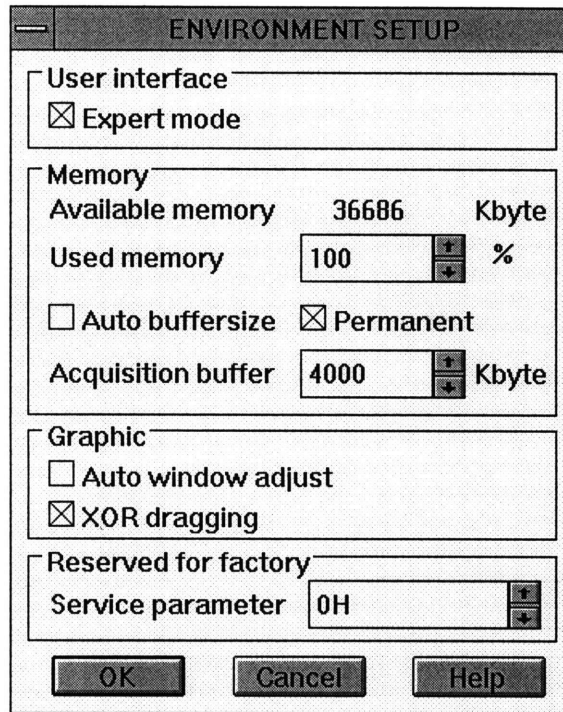 ENVIRONMENT SETUP
User interface
Expert mode
Memory
Available memory 36686 Kbyte
Used memory 100 %
Auto buffersize Permanent
Acquisition buffer 4000 Kbyte
Graphic
Auto window adjust
XOR dragging
Reserved for factory
Service parameter 0H
OK Cancel Help